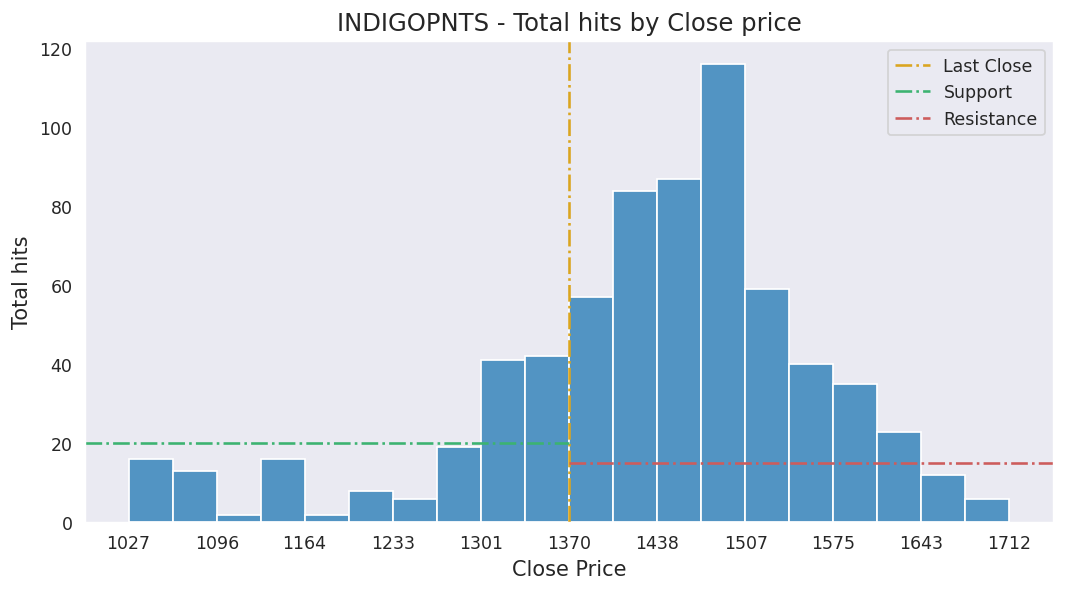 INDIGOPNTS - Total hits by Close price
120
100
80
60
40
20
0
Total hits
Last Close
Support
Resistance
1027 1096 1164 1233 1301 1370 1438 1507 1575 1643 1712
Close Price